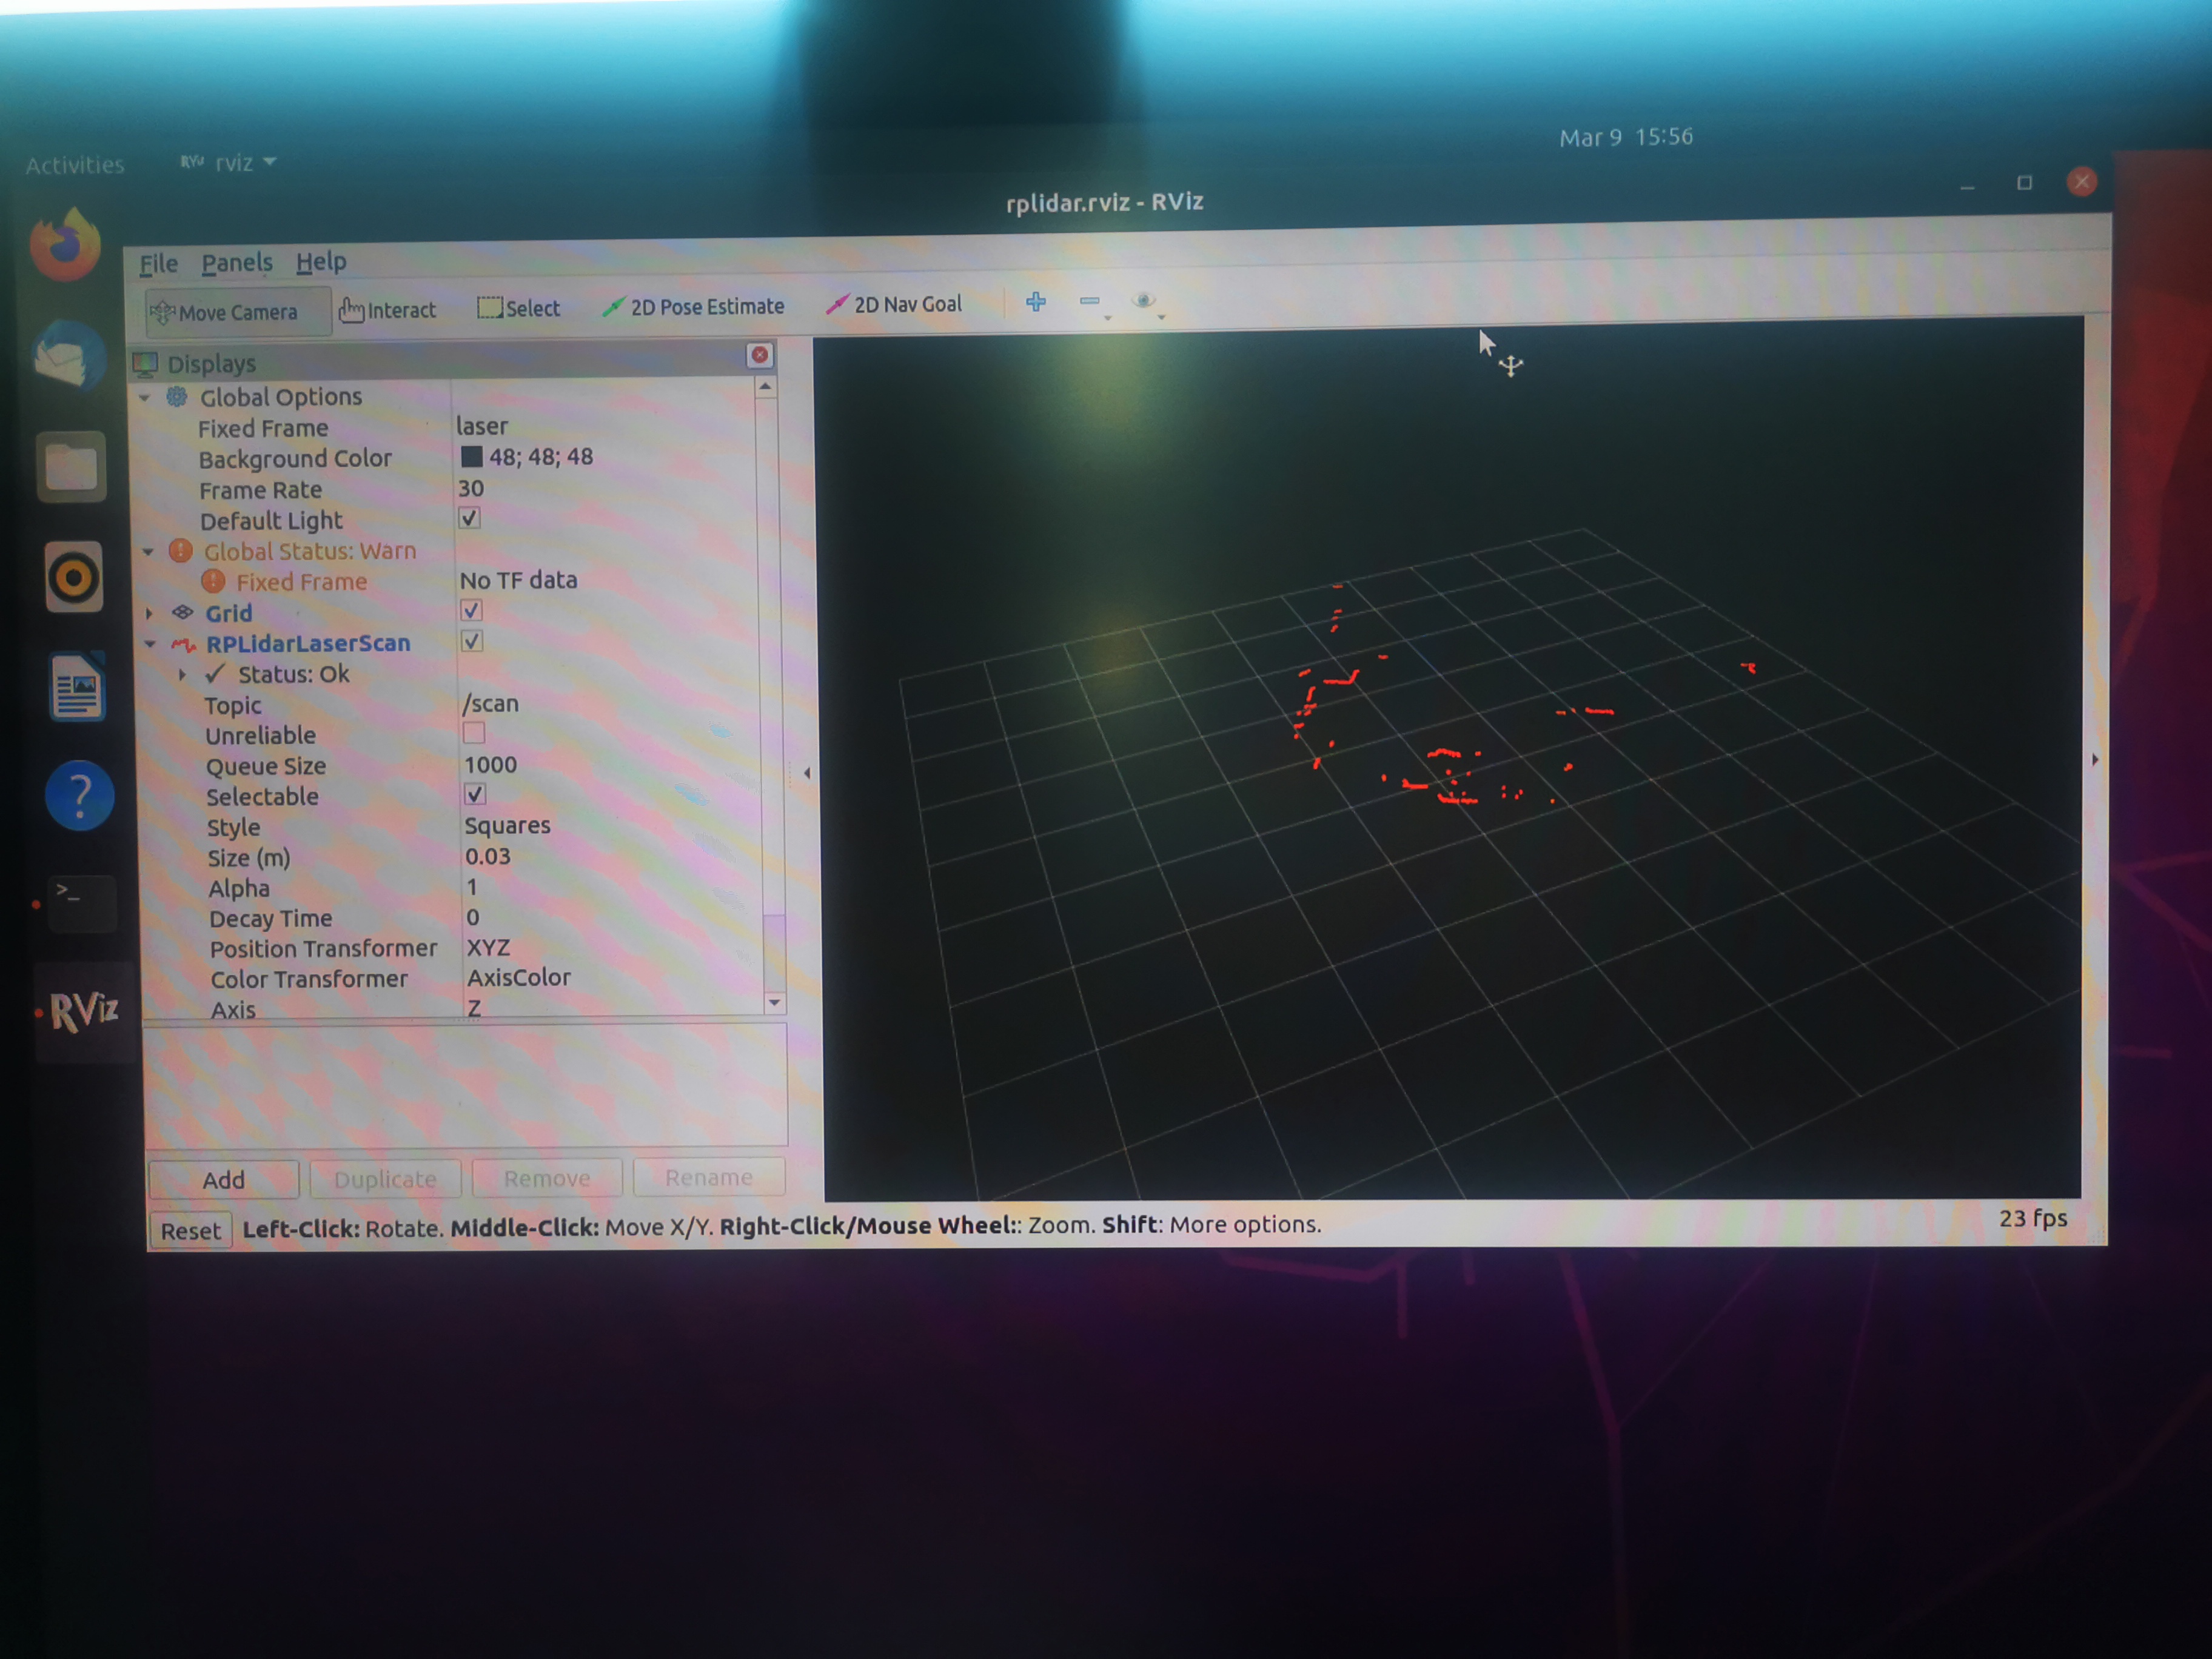 Activities rviz Mar 9 15:56
rplidar.rviz - RViz
File Panels Help
Move Camera Interact Select 2D Pose Estimate 2D Nav Goal
Displays
Global Options
Fixed Frame laser
Background Color 48; 48; 48
Frame Rate 30
Default Light
Global Status: Warn
Fixed Frame No TF data
Grid
RPLidarLaserScan
Status: Ok
Topic /scan
Unreliable
Queue Size 1000
Selectable
Style Squares
Size (m) 0.03
Alpha 1
Decay Time 0
Position Transformer XYZ
Color Transformer AxisColor
Axis Z
RViz
Add Duplicate Remove Rename
Reset Left-Click: Rotate. Middle-Click: Move X/Y. Right-Click/Mouse Wheel:: Zoom. Shift: More options. 23 fps